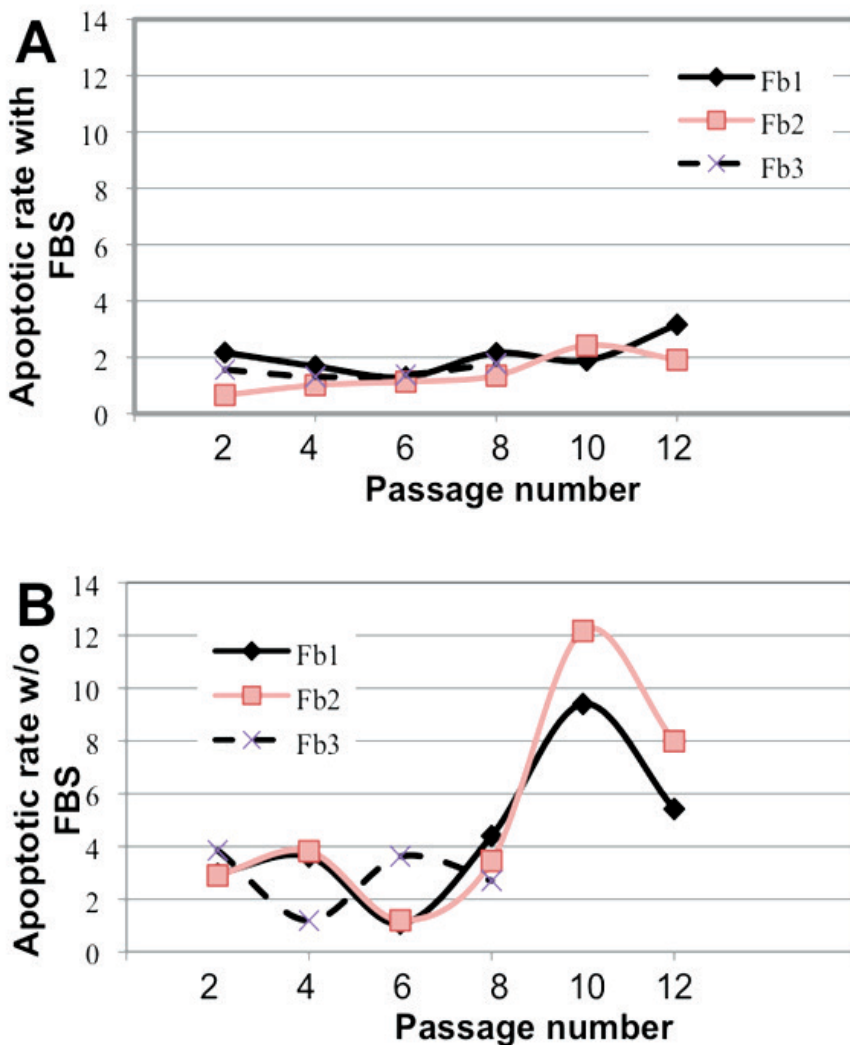 A
Apoptotic rate with
FBS
14
12
10
8
6
4
2
0
Fb1
Fb2
Fb3
2 4 6 8 10 12
Passage number
B
Apoptotic rate w/o
FBS
14
12
10
8
6
4
2
0
Fb1
Fb2
Fb3
2 4 6 8 10 12
Passage number